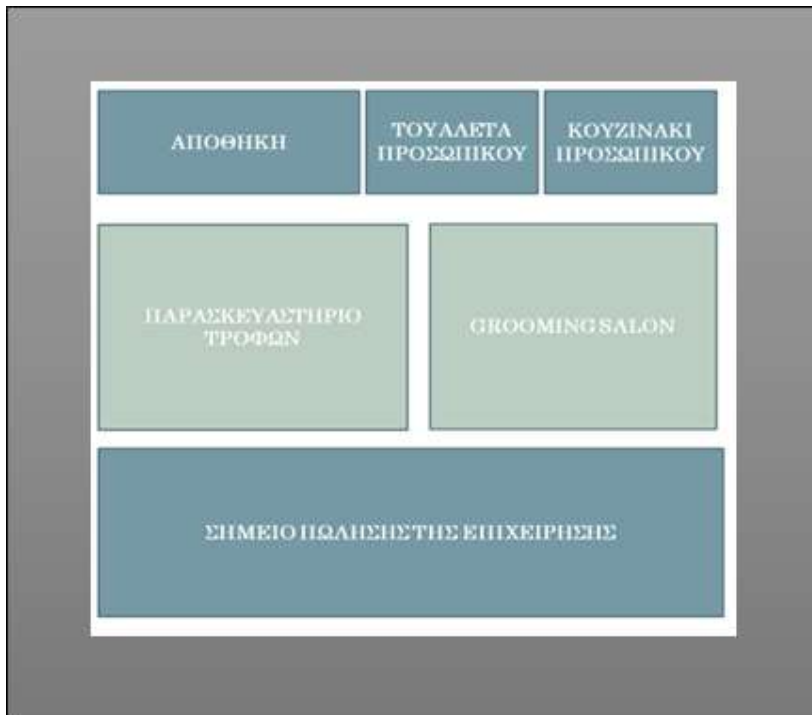 ΑΠΟΘΗΚΗ
ΤΟΥΑΛΕΤΑ
ΠΡΟΣΩΠΙΚΟΥ
ΚΟΥΖΙΝΑΚΙ
ΠΡΟΣΩΠΙΚΟΥ
ΠΑΡΑΣΚΕΥΑΣΤΗΡΙΟ
ΤΡΟΦΩΝ
GROOMING SALON
ΣΗΜΕΙΟ ΠΩΛΗΣΗΣ ΤΗΣ ΕΠΙΧΕΙΡΗΣΗΣ